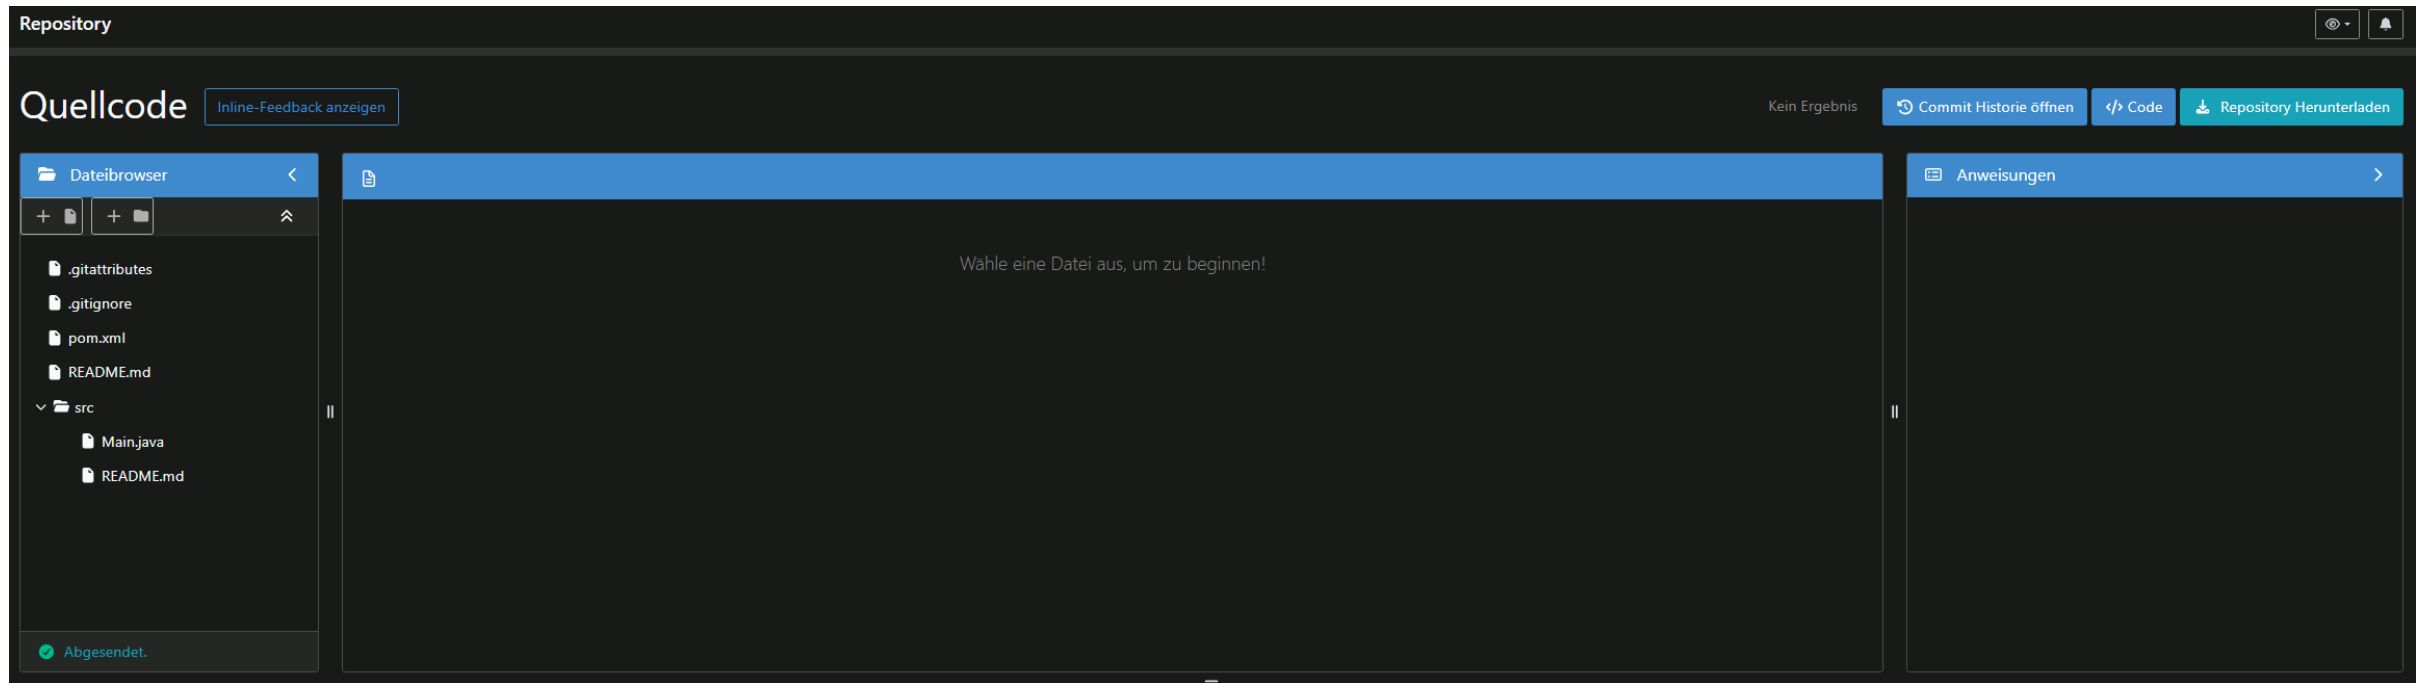 Repository
Quellcode
Inline-Feedback anzeigen
Kein Ergebnis
Commit Historie öffnen
</> Code
Repository Herunterladen
Dateibrowser
.gitattributes
.gitignore
pom.xml
README.md
src
Main.java
README.md
Abgesendet.
Wähle eine Datei aus, um zu beginnen!
Anweisungen